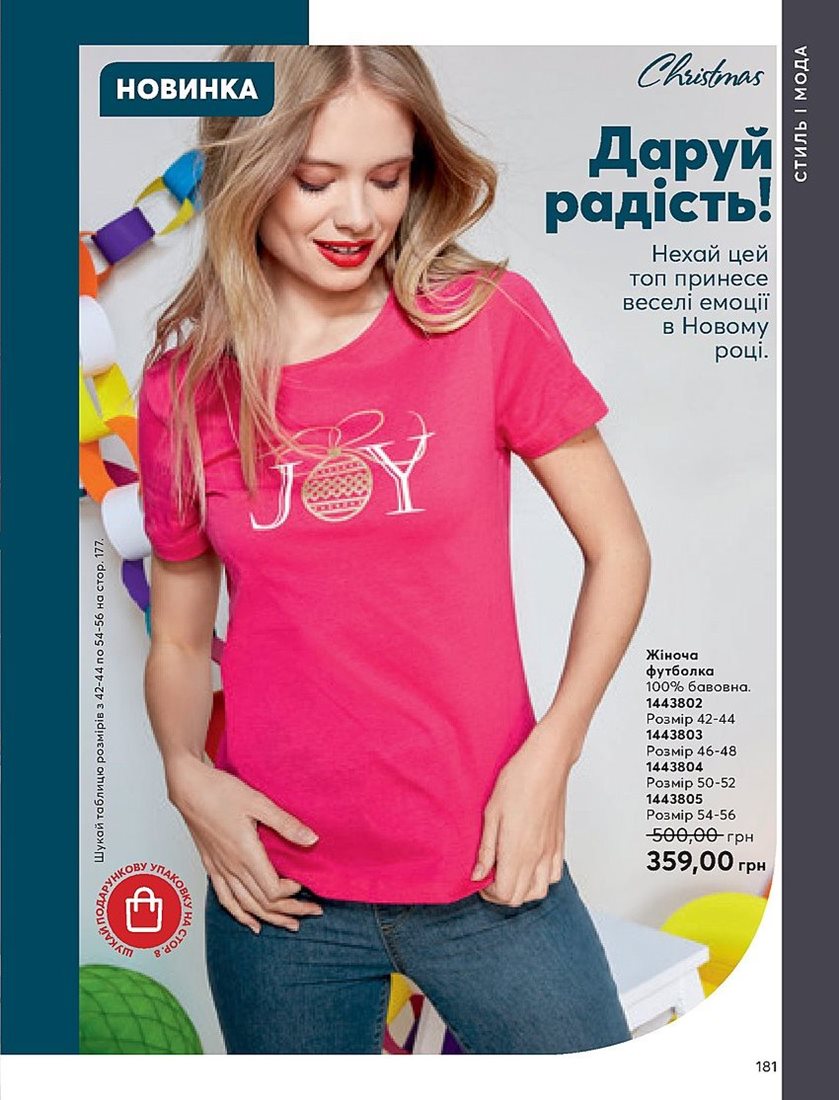 НОВИНКА
Christmas
СТИЛЬ | МОДА
Даруй
радість!
Нехай цей
топ принесе
веселі емоції
в Новому
році.
JOY
Шукай таблицю розмірів з 42-44 по 54-56 на стор. 177.
Жіноча
футболка
100% бавовна.
1443802
Розмір 42-44
1443803
Розмір 46-48
1443804
Розмір 50-52
1443805
Розмір 54-56
500,00 грн
359,00 грн
ШУКАЙ ПОДАРУНКОВУ УПАКОВКУ НА СТОР. 8
181